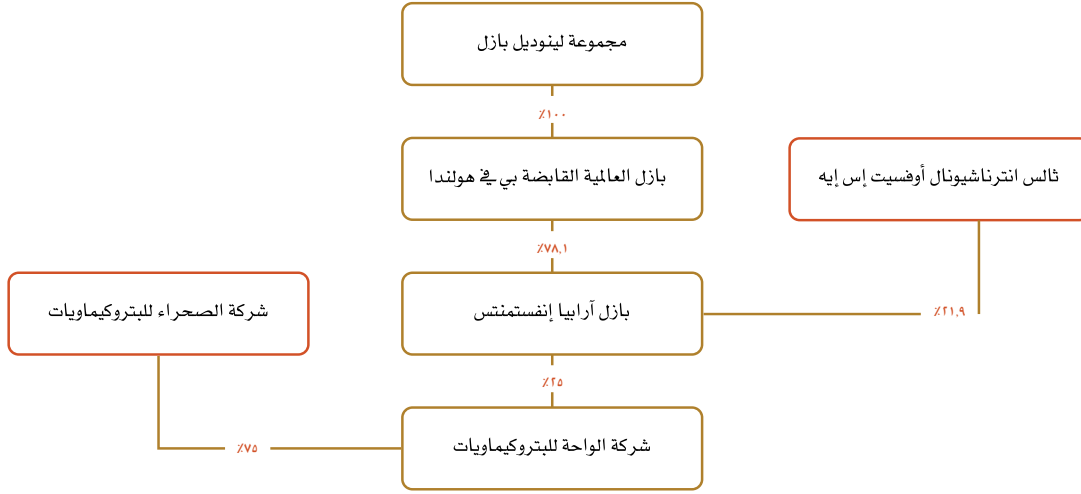 مجموعة لينوديل بازل
٪١٠٠
بازل العالمية القابضة بي في هولندا
ثالس انترناشيونال أوفسيت إس إيه
٪٧٨,١
شركة الصحراء للبتروكيماويات
بازل آرابيا إنفستمنتس
٪٢١,٩
٪٢٥
شركة الواحة للبتروكيماويات
٪٧٥